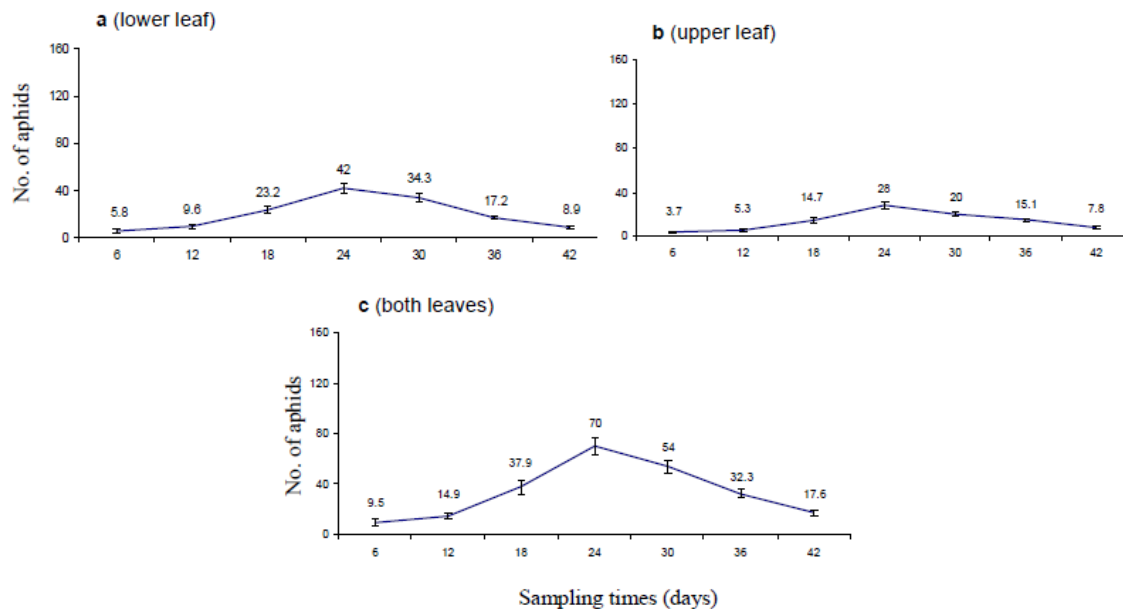 a (lower leaf)
160
120
80
40
0
No. of aphids
5.8 9.6 23.2 42 34.3 17.2 8.9
6 12 18 24 30 36 42
b (upper leaf)
160
120
80
40
0
3.7 5.3 14.7 28 20 15.1 7.8
6 12 18 24 30 36 42
c (both leaves)
160
120
80
40
0
No. of aphids
9.5 14.9 37.9 70 54 32.3 17.6
6 12 18 24 30 36 42
Sampling times (days)